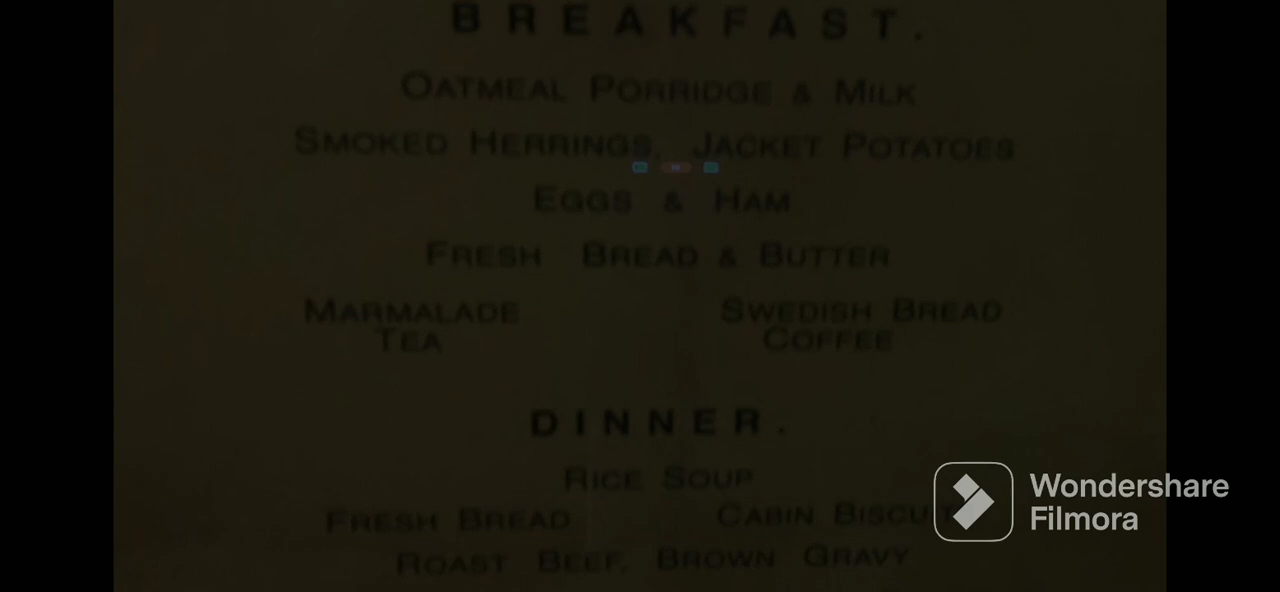 BREAKFAST.
OATMEAL PORRIDGE & MILK
SMOKED HERRINGS, JACKET POTATOES
EGGS & HAM
FRESH BREAD & BUTTER
MARMALADE SWEDISH BREAD
TEA COFFEE
DINNER.
RICE SOUP
FRESH BREAD CABIN BISCUIT
ROAST BEEF, BROWN GRAVY
Wondershare
Filmora